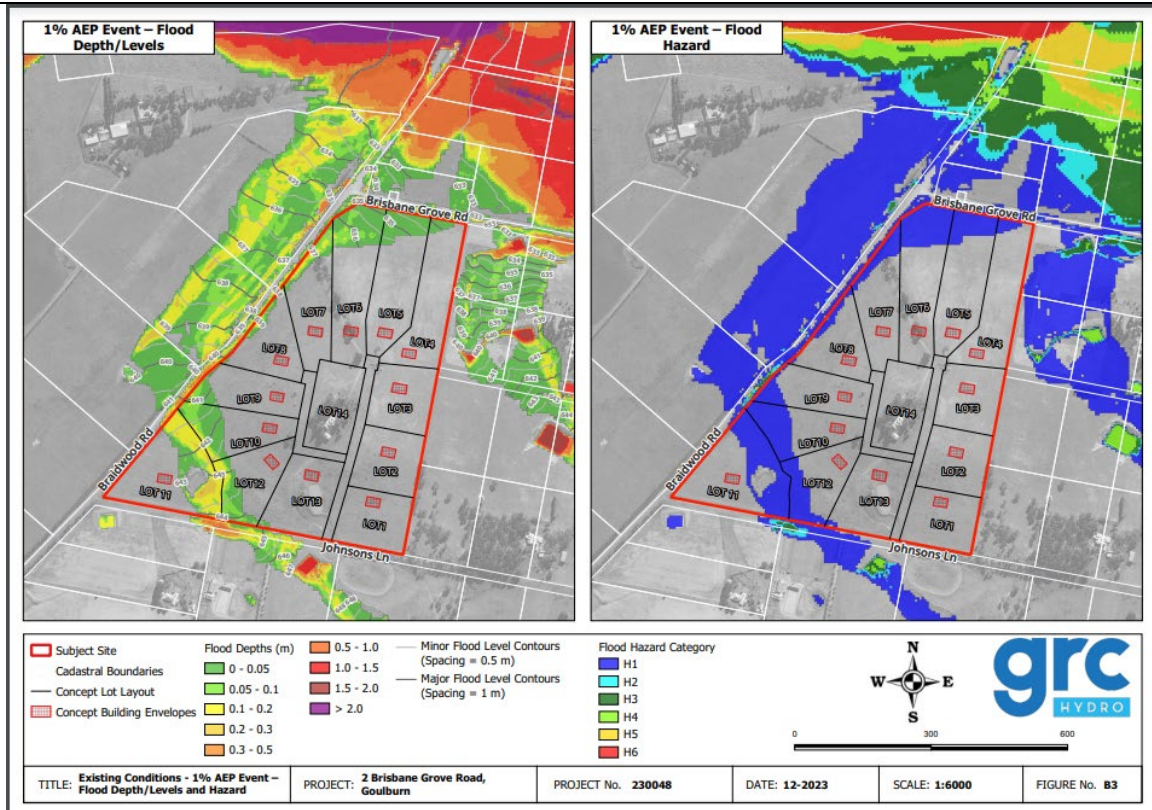 1% AEP Event – Flood
Depth/Levels
1% AEP Event – Flood
Hazard
Brisbane Grove Rd
LOT7
LOT6
LOT5
LOT4
LOT8
LOT9
LOT3
LOT14
LOT10
LOT2
LOT12
LOT 11
LOT13
LOT1
Braidwood Rd
Johnsons Ln
Brisbane Grove Rd
LOT7
LOT6
LOT5
LOT4
LOT8
LOT9
LOT3
LOT14
LOT10
LOT2
LOT12
LOT 11
LOT13
LOT1
Braidwood Rd
Johnsons Ln
Subject Site
Cadastral Boundaries
Concept Lot Layout
Concept Building Envelopes
Flood Depths (m)
0 - 0.05
0.05 - 0.1
0.1 - 0.2
0.2 - 0.3
0.3 - 0.5
0.5 - 1.0
1.0 - 1.5
1.5 - 2.0
> 2.0
Minor Flood Level Contours
(Spacing = 0.5 m)
Major Flood Level Contours
(Spacing = 1 m)
Flood Hazard Category
H1
H2
H3
H4
H5
H6
N
W
E
S
0
300
600
grc
HYDRO
TITLE: Existing Conditions - 1% AEP Event –
Flood Depth/Levels and Hazard
PROJECT: 2 Brisbane Grove Road,
Goulburn
PROJECT No. 230048
DATE: 12-2023
SCALE: 1:6000
FIGURE No. B3